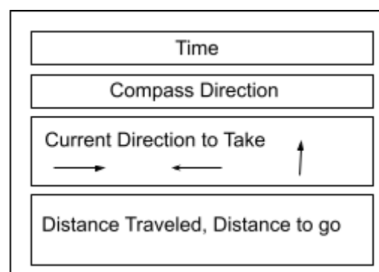 Time
Compass Direction
Current Direction to Take
Distance Traveled, Distance to go